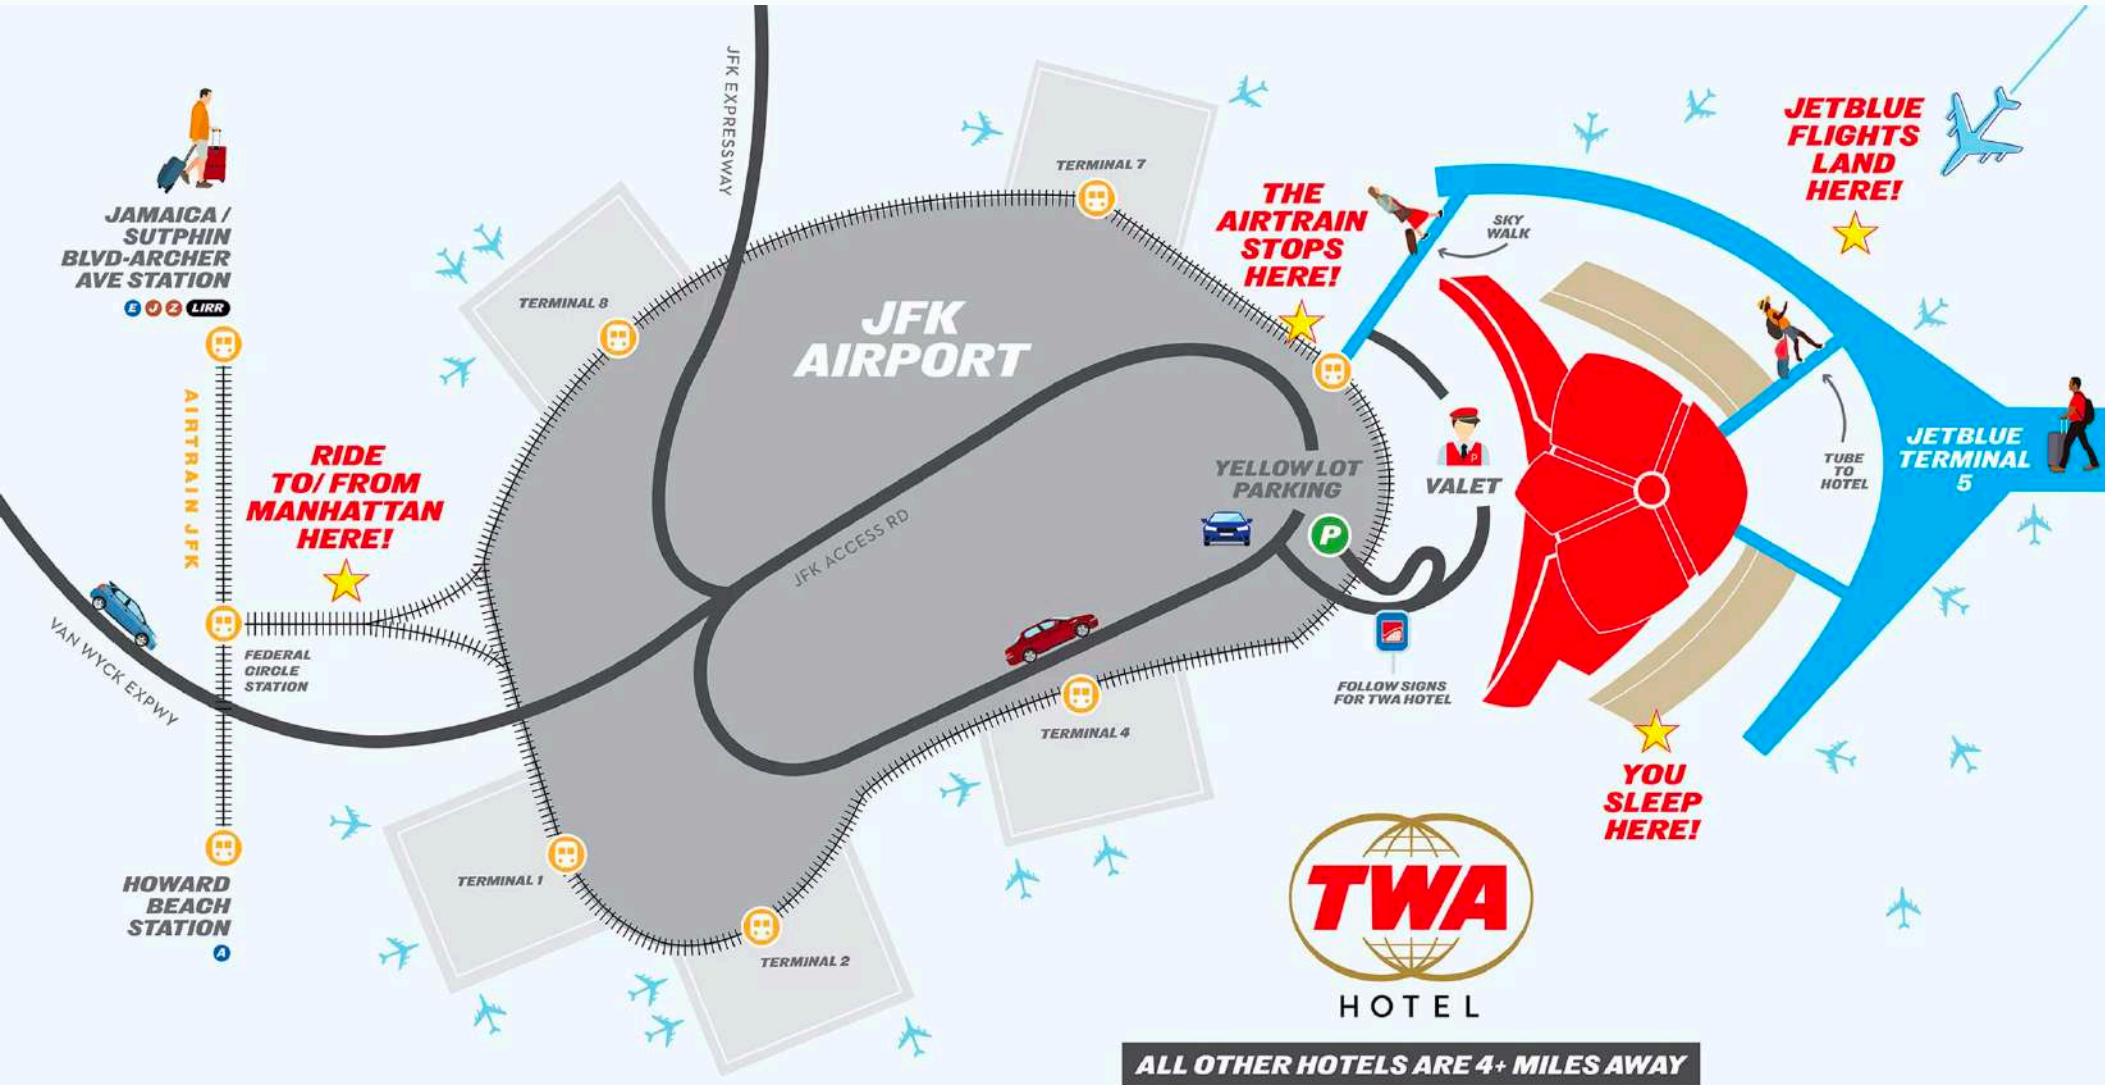 JAMAICA /
SUTPHIN
BLVD-ARCHER
AVE STATION
E J Z LIRR
AIRTRAIN JFK
RIDE
TO/ FROM
MANHATTAN
HERE!
VAN WYCK EXPWY
FEDERAL
CIRCLE
STATION
HOWARD
BEACH
STATION
A
JFK EXPRESSWAY
TERMINAL 8
TERMINAL 7
JFK
AIRPORT
JFK ACCESS RD
TERMINAL 1
TERMINAL 2
TERMINAL 4
THE
AIRTRAIN
STOPS
HERE!
SKY
WALK
JETBLUE
FLIGHTS
LAND
HERE!
YELLOW LOT
PARKING
P
P
VALET
TUBE
TO
HOTEL
JETBLUE
TERMINAL
5
FOLLOW SIGNS
FOR TWA HOTEL
YOU
SLEEP
HERE!
TWA
HOTEL
ALL OTHER HOTELS ARE 4+ MILES AWAY